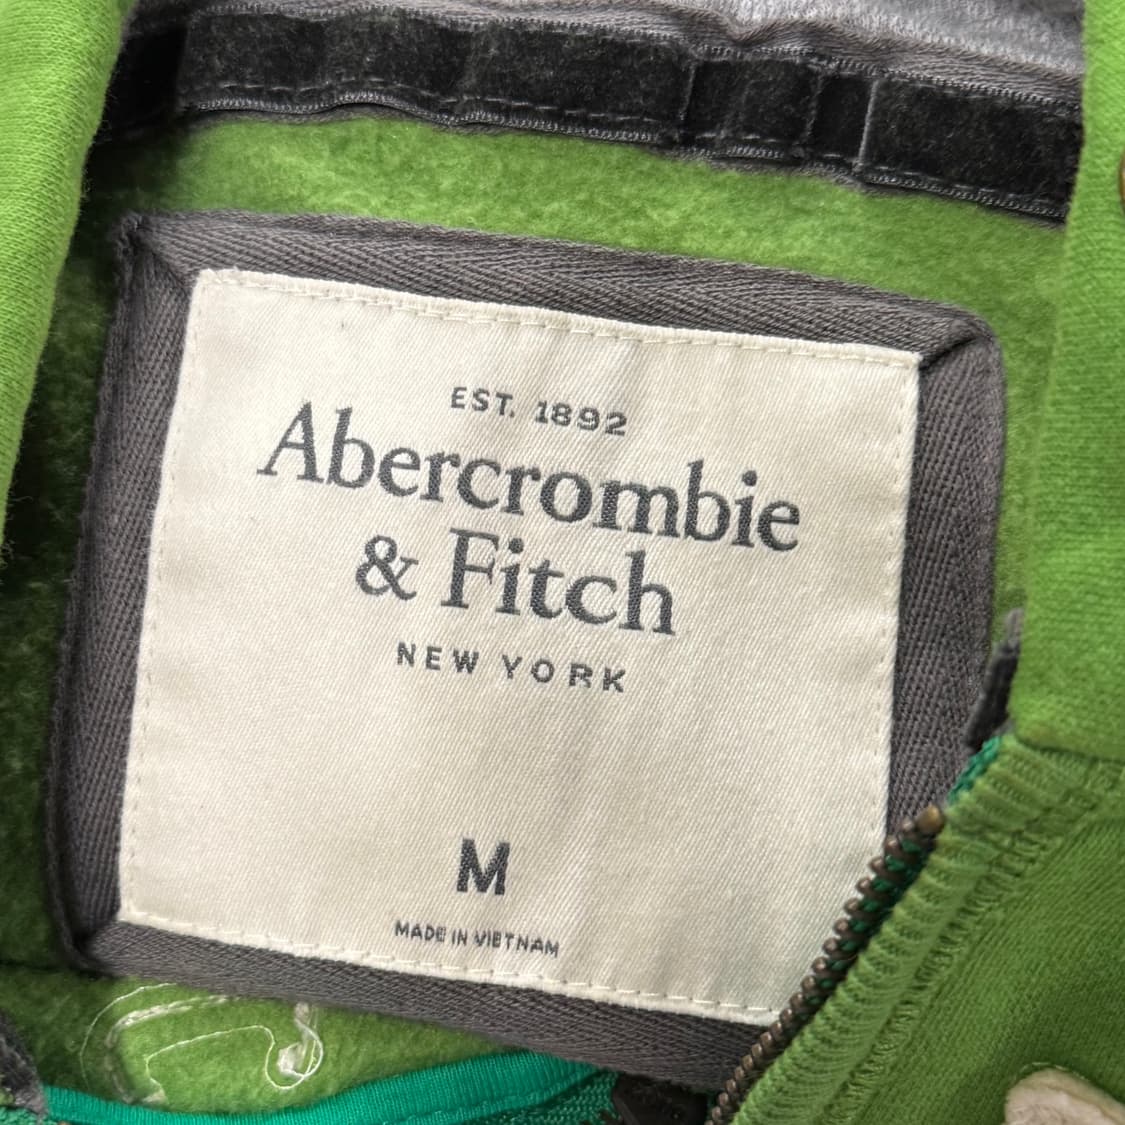 EST. 1892
Abercrombie
& Fitch
NEW YORK
M
MADE IN VIETNAM